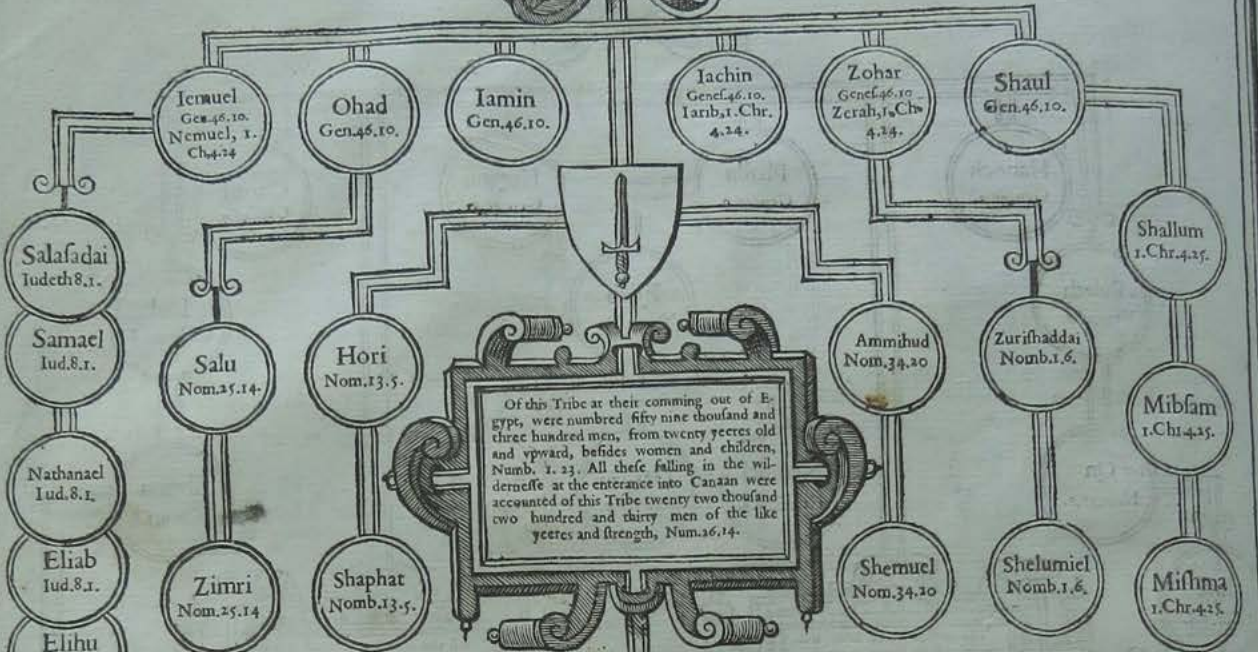 Iemuel
Gen.46.10.
Nemuel, 1.
Ch,4.24
Ohad
Gen.46.10.
Iamin
Gen.46.10.
Iachin
Geneſ.46.10.
Iarib,1.Chr.
4.24.
Zohar
Geneſ.46.10
Zerah,1.Ch.
4.24.
Shaul
Gen.46.10.
Salaſadai
Iudeth8.1.
Samael
Iud.8.1.
Nathanael
Iud.8.1.
Eliab
Iud.8.1.
Elihu
Salu
Nom.25.14.
Zimri
Nom.25.14
Hori
Nom.13.5.
Shaphat
Nomb.13.5.
Of this Tribe at their comming out of E-
gypt, were numbred fifty nine thouſand and
three hundred men, from twenty yeeres old
and vpward, beſides women and children,
Numb. 1. 23. All theſe falling in the wil-
derneſſe at the enterance into Canaan were
accounted of this Tribe twenty two thouſand
two hundred and thirty men of the like
yeeres and ſtrength, Num.26.14.
Ammihud
Nom.34.20
Shemuel
Nom.34.20
Zuriſhaddai
Nomb.1.6.
Shelumiel
Nomb.1.6.
Shallum
1.Chr.4.25.
Mibſam
1.Chr.4.25.
Miſhma
1.Chr.4.25.